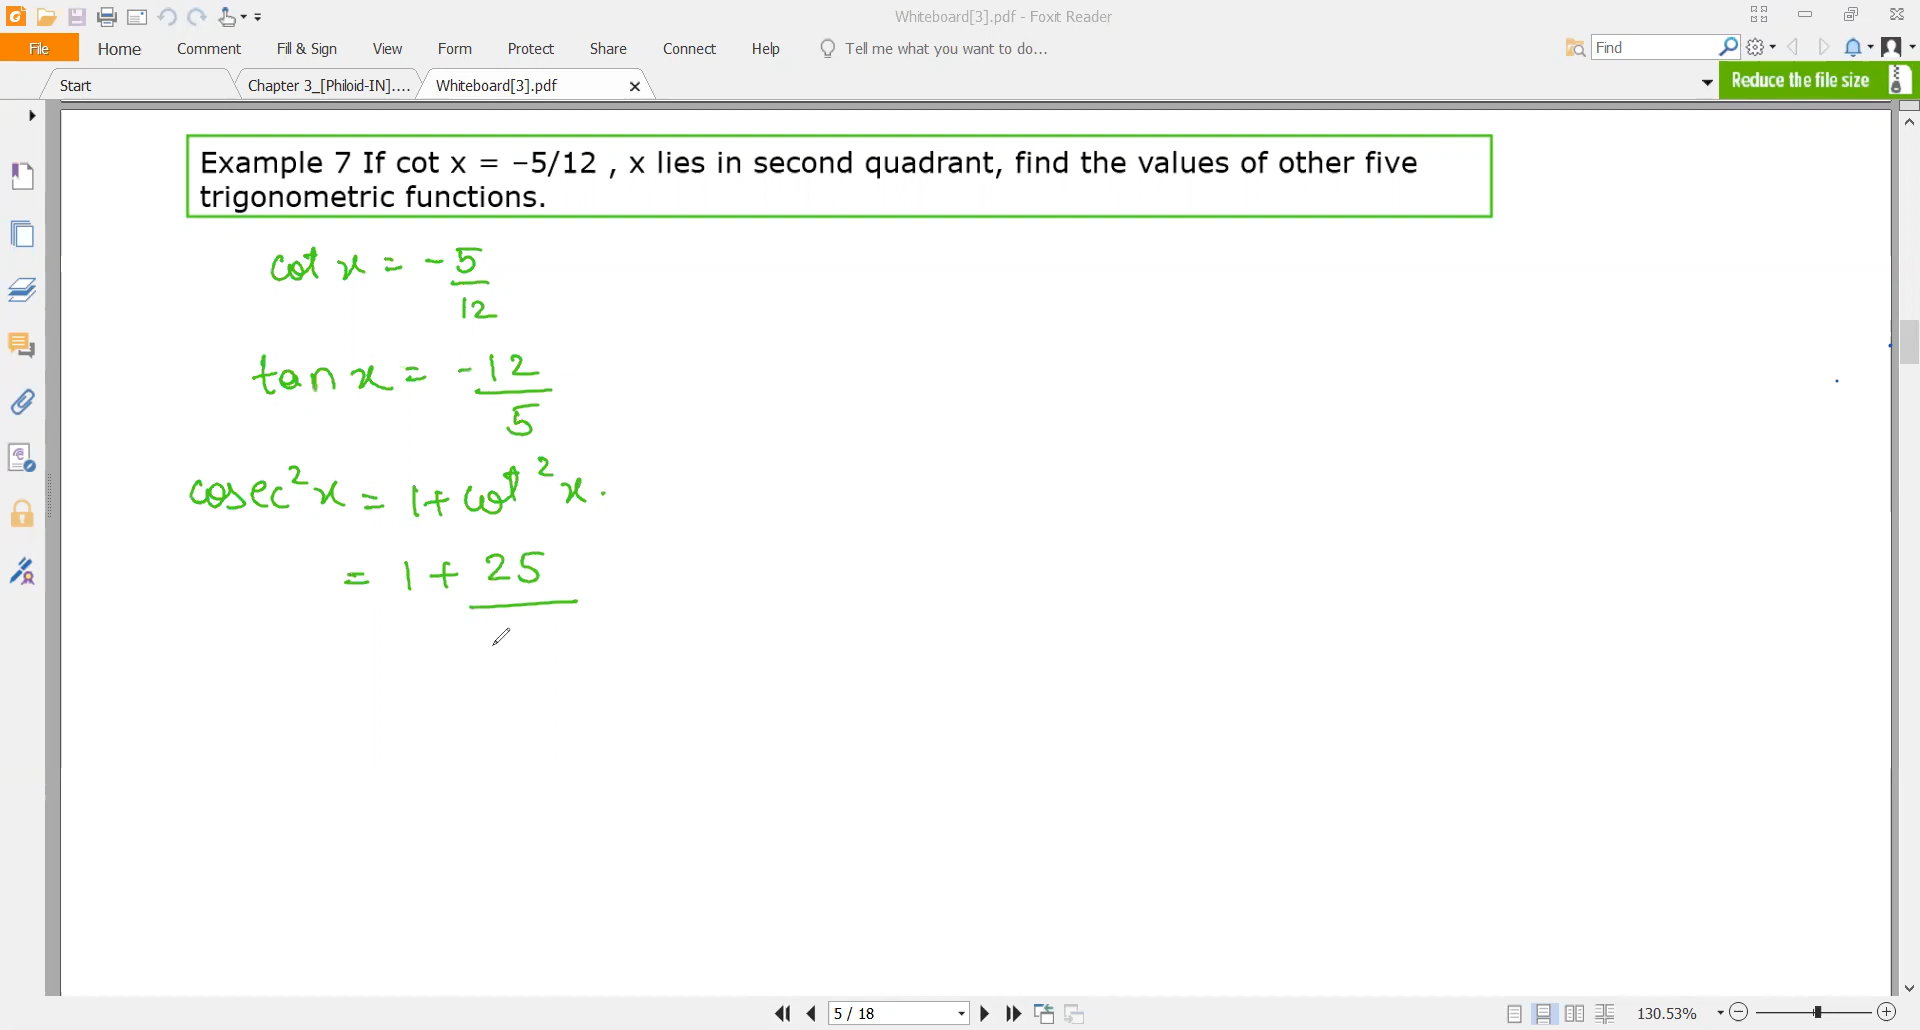 Whiteboard[3].pdf - Foxit Reader
File Home Comment Fill & Sign View Form Protect Share Connect Help Tell me what you want to do... Find
Start Chapter 3_[Philoid-IN].... Whiteboard[3].pdf Reduce the file size
Example 7 If cot x = –5/12 , x lies in second quadrant, find the values of other five
trigonometric functions.
cot x = - 5
12
tan x = - 12
5
cosec² x = 1 + cot² x .
= 1 + 25
5 / 18 130.53%